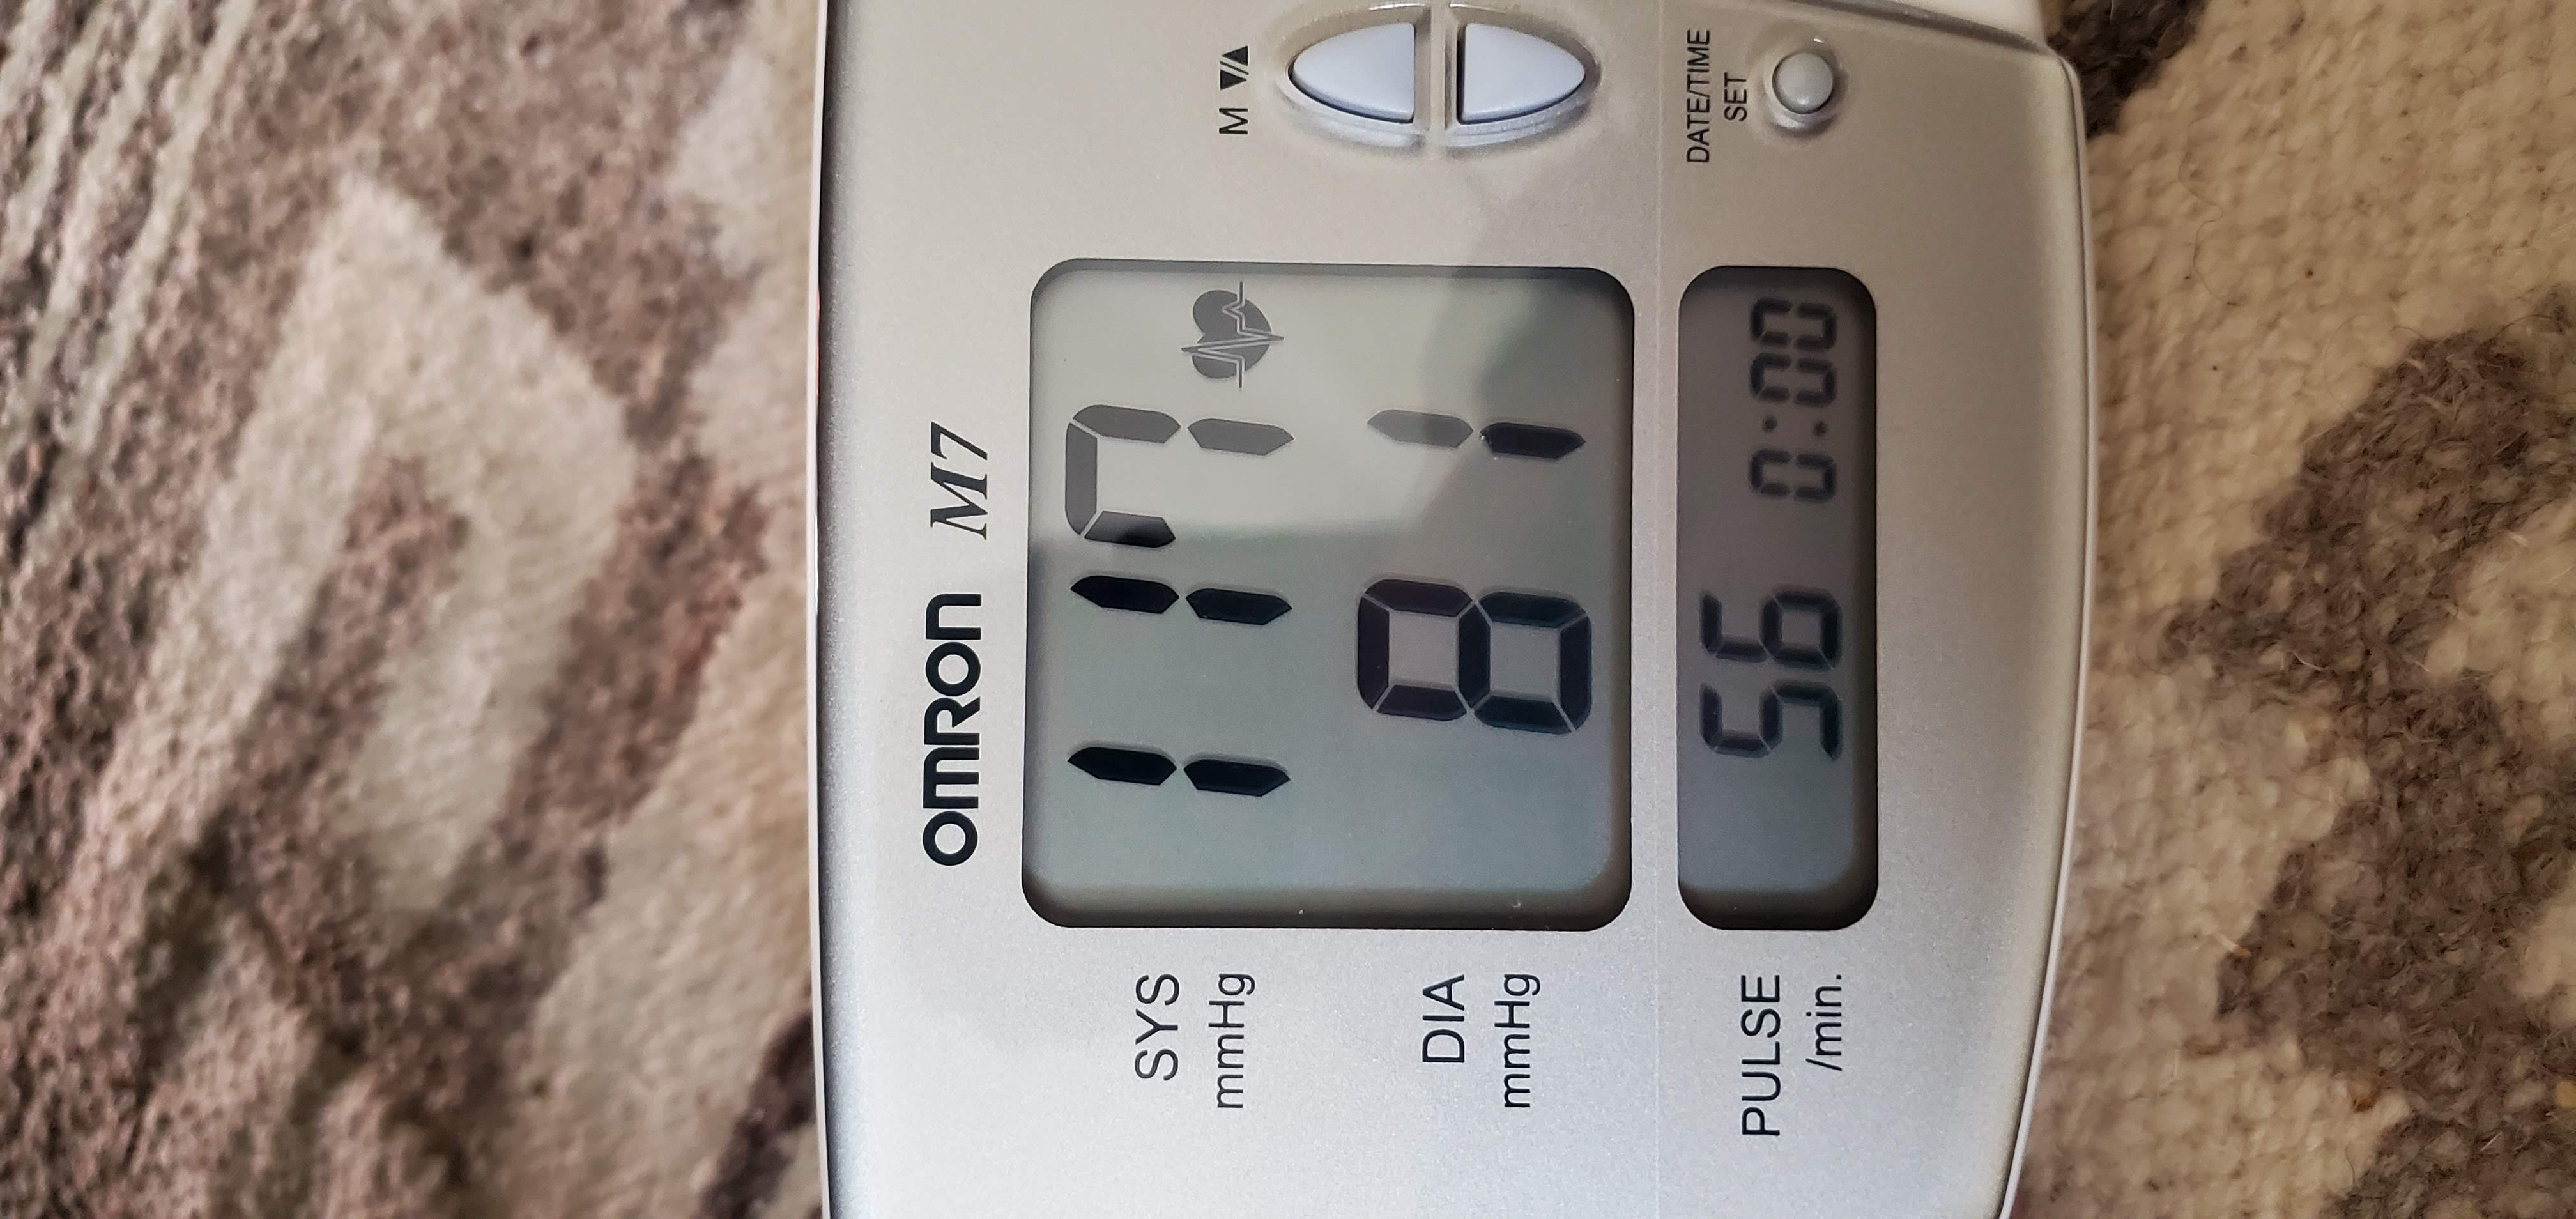 OMRON M7
SYS
mmHg
117
M
DIA
mmHg
81
DATE/TIME
SET
PULSE
/min.
56 0:00